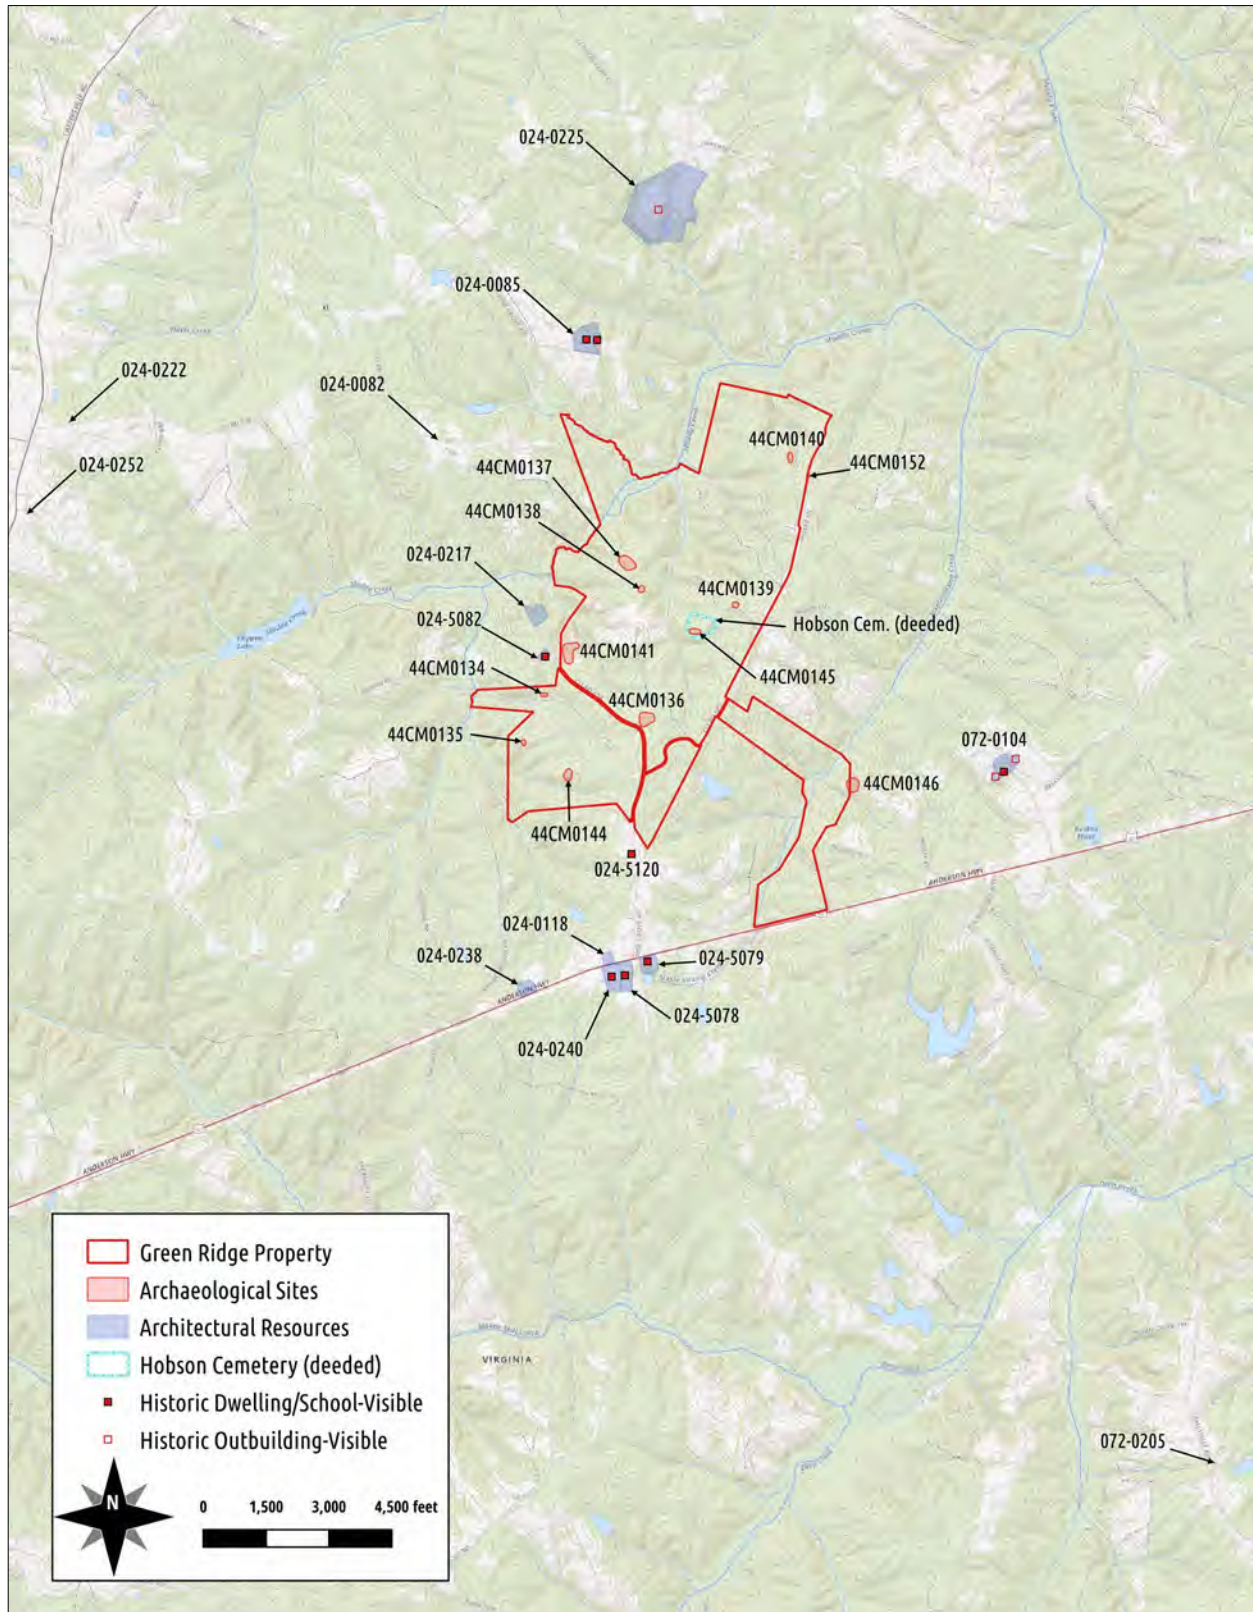 024-0225
024-0085
024-0222
024-0082
44CM0140
024-0252
44CM0137
44CM0152
44CM0138
024-0217
44CM0139
Hobson Cem. (deeded)
024-5082
44CM0141
44CM0134
44CM0145
44CM0136
44CM0135
072-0104
44CM0146
44CM0144
024-5120
ANDERSON HWY
024-0118
024-0238
024-5079
ANDERSON HWY
024-5078
024-0240
ANDERSON HWY
VIRGINIA
072-0205
Green Ridge Property
Archaeological Sites
Architectural Resources
Hobson Cemetery (deeded)
Historic Dwelling/School-Visible
Historic Outbuilding-Visible
N
0 1,500 3,000 4,500 feet